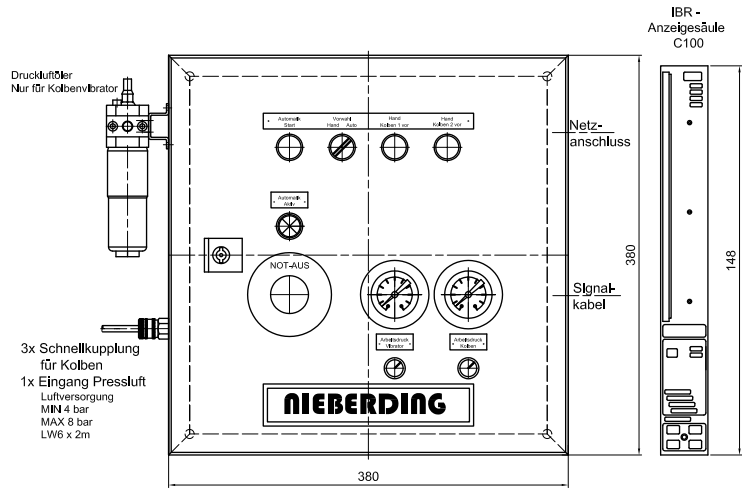 IBR -
Anzeigesäule
C100
Drucklufttöler
Nur für Kolbenvibrator
Automatik
Start
Vorwahl
Hand Auto
Hand
Kolben 1 vor
Hand
Kolben 2 vor
Netz-
anschluss
Automatik
Aktiv
NOT-AUS
380
148
Signal-
kabel
3x Schnellkupplung
für Kolben
1x Eingang Pressluft
Luftversorgung
MIN 4 bar
MAX 8 bar
LW6 x 2m
Arbeitsdruck
Vibrator
Arbeitsdruck
Kolben
NIEBERDING
380